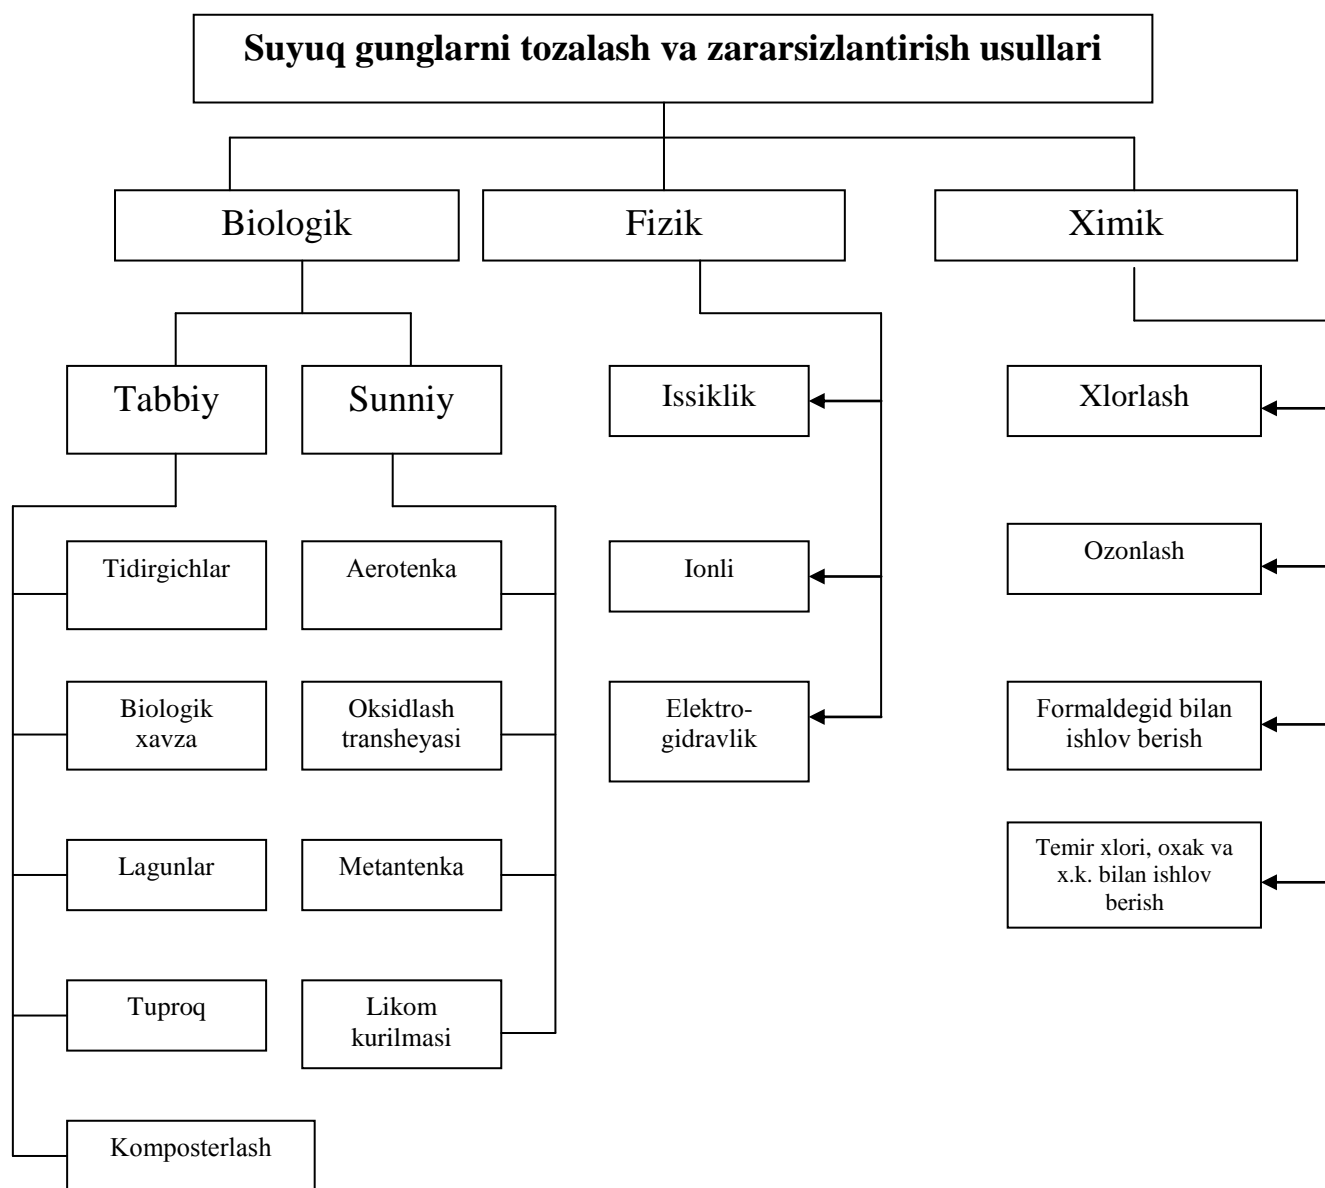 Suyuq gunglarni tozalash va zararsizlantirish usullari
Biologik
Fizik
Ximik
Tabbiy
Sunniy
Issiklik
Xlorlash
Tidirgichlar
Aerotenka
Ionli
Ozonlash
Biologik
xavza
Oksidlash
transheyasi
Elektro-
gidravlik
Formaldegid bilan
ishlov berish
Lagunlar
Metantenka
Temir xlori, oxak va
x.k. bilan ishlov
berish
Tuproq
Likom
kurilmasi
Komposterlash